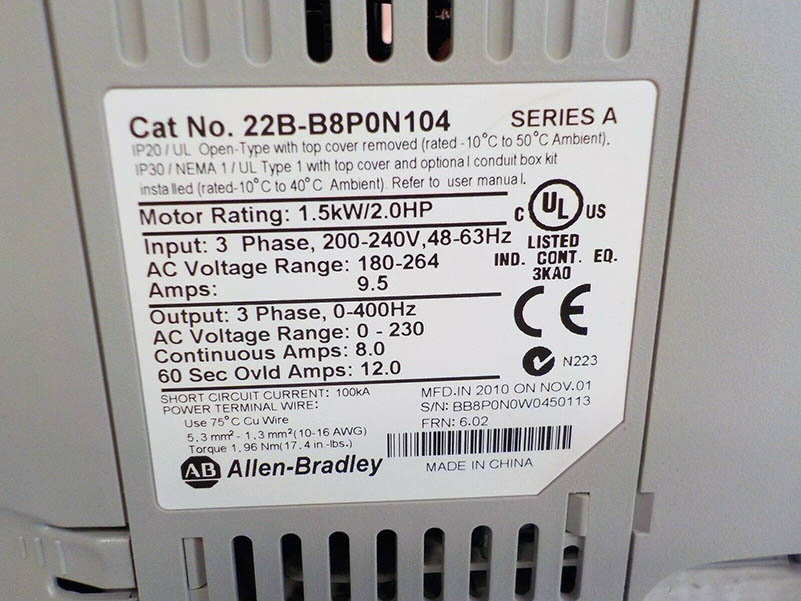 Cat No. 22B-B8P0N104 SERIES A
IP20 / UL Open-Type with top cover removed (rated -10°C to 50°C Ambient).
IP30 / NEMA 1 / UL Type 1 with top cover and optional conduit box kit
installed (rated-10°C to 40°C Ambient). Refer to user manual.
Motor Rating: 1.5kW/2.0HP
C UL US
LISTED
IND. CONT. EQ.
3KA0
Input: 3 Phase, 200-240V,48-63Hz
AC Voltage Range: 180-264
Amps: 9.5
CE
Output: 3 Phase, 0-400Hz
AC Voltage Range: 0 - 230
Continuous Amps: 8.0
60 Sec Ovld Amps: 12.0
N223
SHORT CIRCUIT CURRENT: 100kA
POWER TERMINAL WIRE:
Use 75°C Cu Wire
5.3 mm² - 1.3 mm²(10-16 AWG)
Torque 1.96 Nm(17.4 in.-lbs.)
MFD.IN 2010 ON NOV.01
S/N: BB8P0N0W0450113
FRN: 6.02
AB Allen-Bradley
MADE IN CHINA